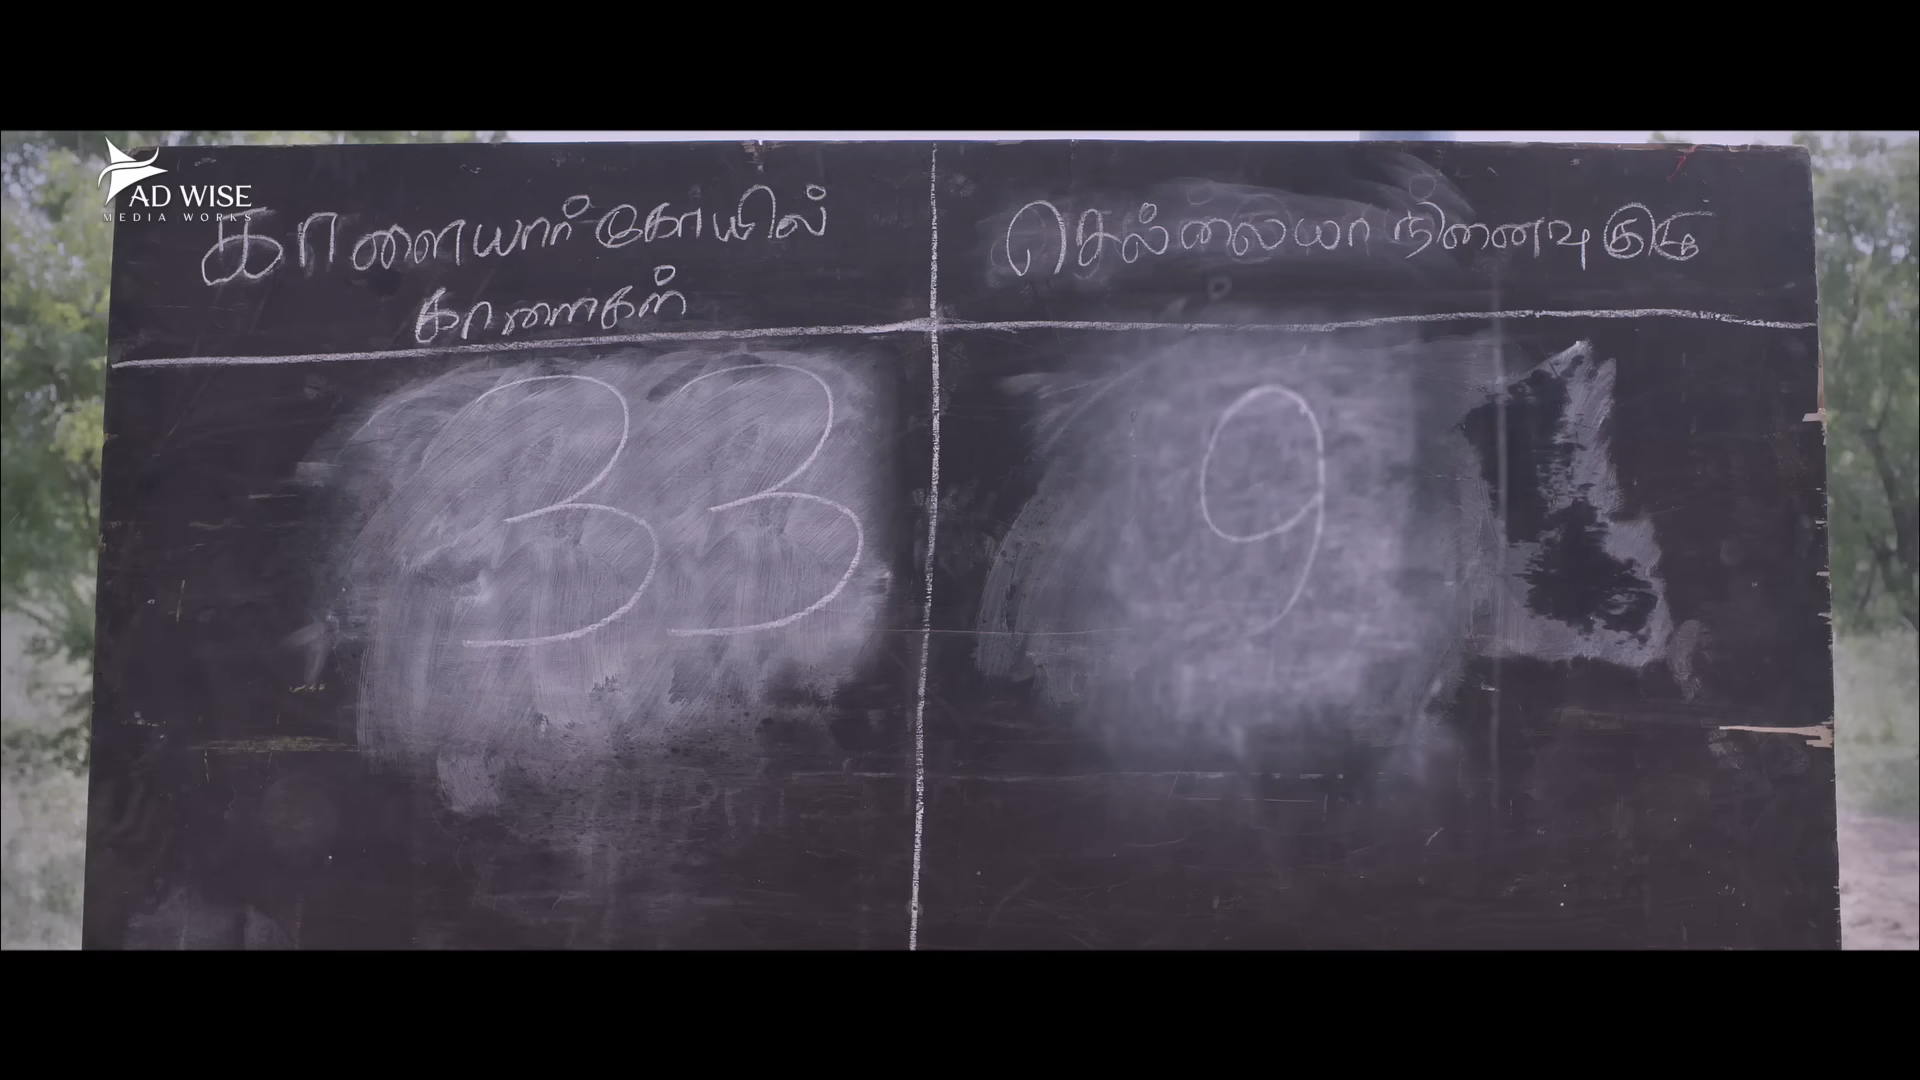 AD WISE
MEDIA WORKS
காளையார்கோயில்
காளைகள்
செல்லையா நினைவு குழு
33
9